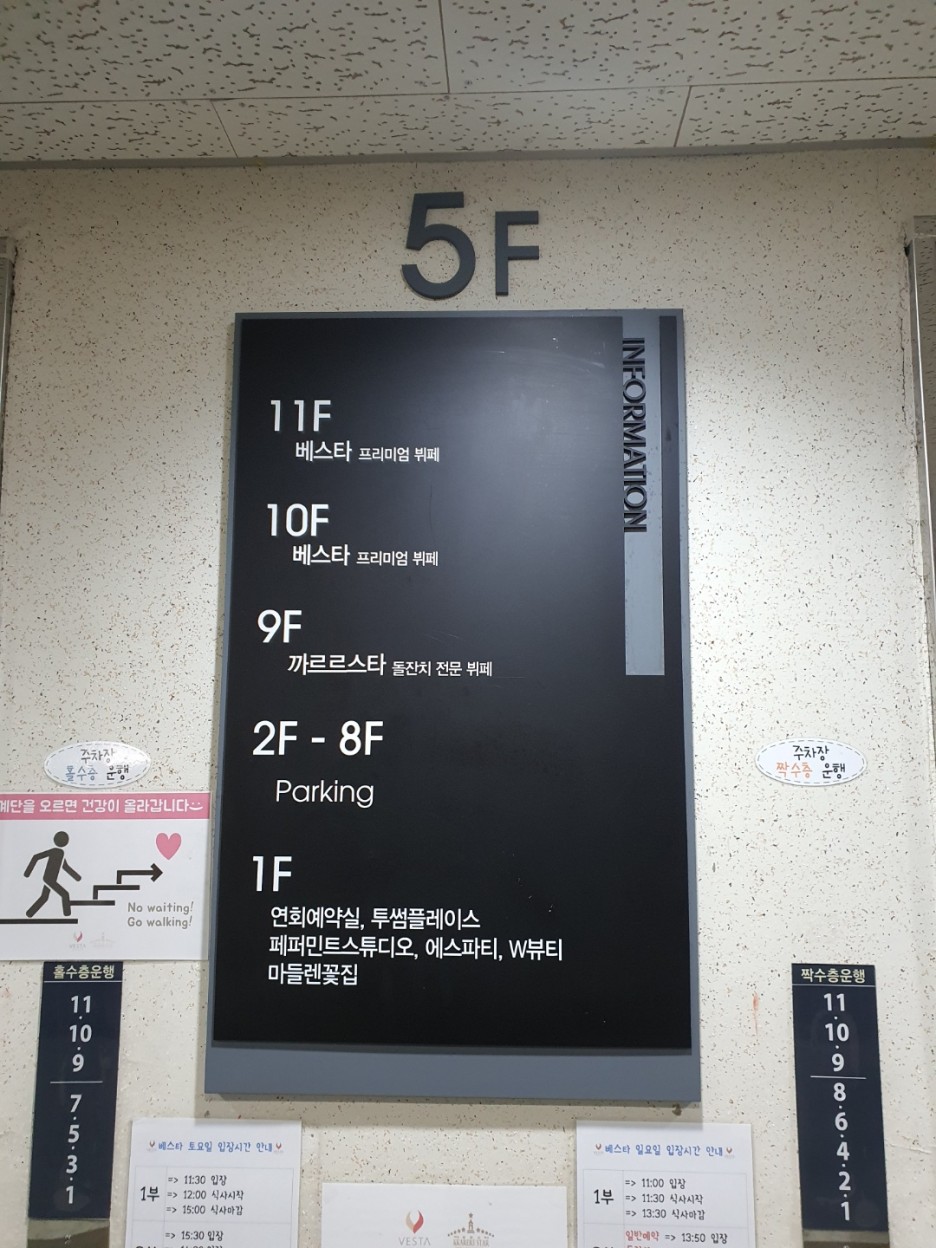 5F
INFORMATION
11F
베스타 프리미엄 뷔페
10F
베스타 프리미엄 뷔페
9F
까르르스타 돌잔치 전문 뷔페
2F - 8F
Parking
1F
연회예약실, 투썸플레이스
페퍼민트스튜디오, 에스파티, W뷰티
마들렌꽃집
주차장
홀수층 운행
계단을 오르면 건강이 올라갑니다
No waiting!
Go walking!
홀수층운행
11
10
9
7
5
3
1
주차장
짝수층 운행
짝수층운행
11
10
9
8
6
4
2
1
베스타 토요일 입장시간 안내
1부
=> 11:30 입장
=> 12:00 식사시작
=> 15:00 식사마감
=> 15:30 입장
VESTA
베스타 일요일 입장시간 안내
1부
=> 11:00 입장
=> 11:30 식사시작
=> 13:30 식사마감
일반예약 => 13:50 입장